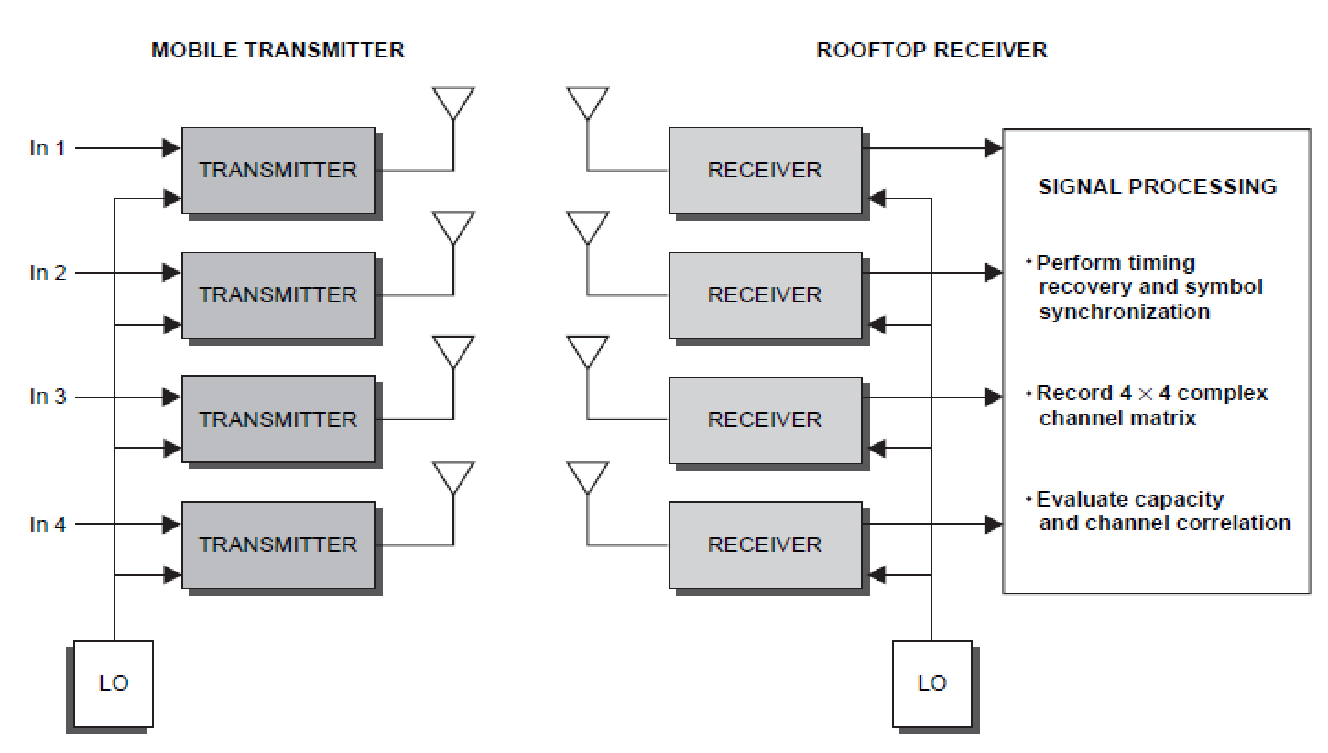 MOBILE TRANSMITTER
ROOFTOP RECEIVER
In 1
TRANSMITTER
RECEIVER
In 2
TRANSMITTER
RECEIVER
In 3
TRANSMITTER
RECEIVER
In 4
TRANSMITTER
RECEIVER
SIGNAL PROCESSING
• Perform timing
recovery and symbol
synchronization
• Record 4 × 4 complex
channel matrix
• Evaluate capacity
and channel correlation
LO
LO